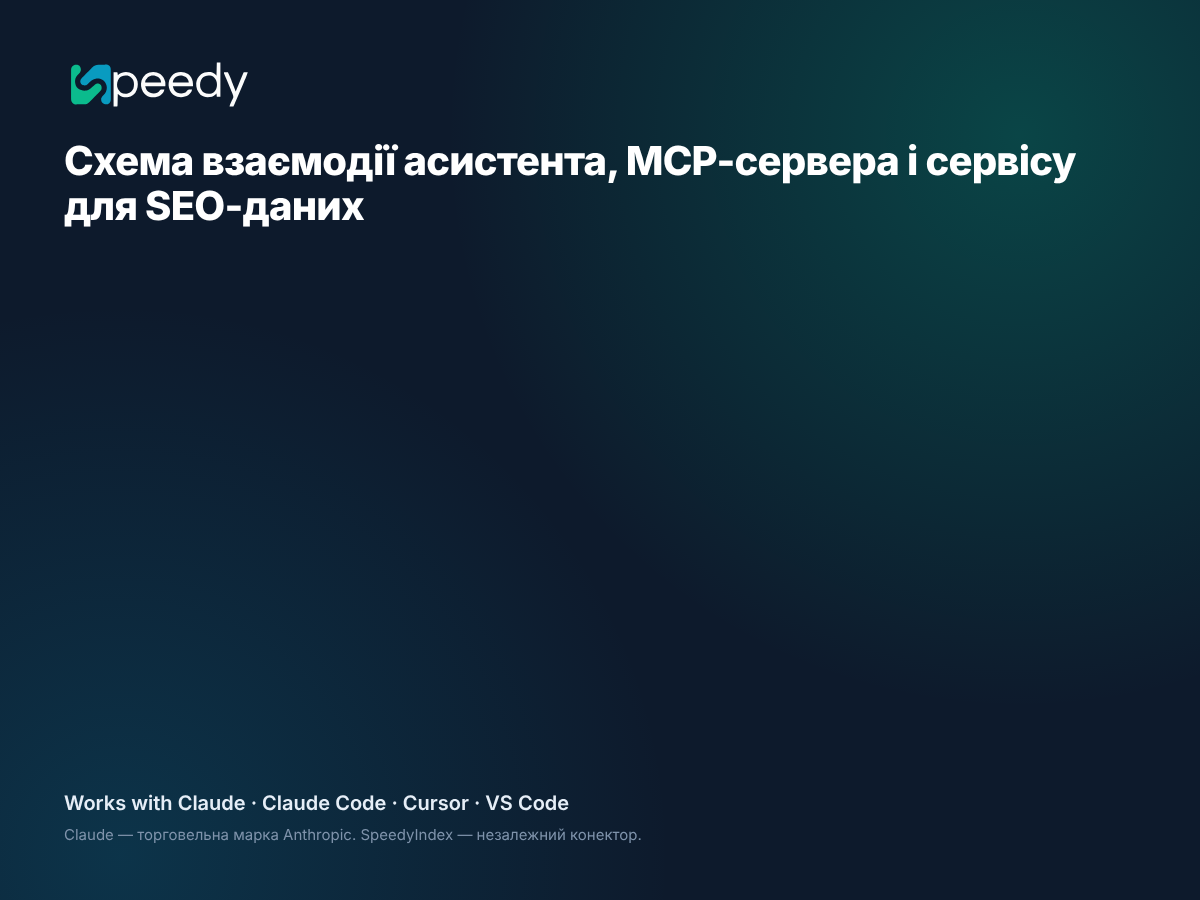 Speedy
Схема взаємодії асистента, MCP-сервера і сервісу
для SEO-даних
Works with Claude · Claude Code · Cursor · VS Code
Claude — торговельна марка Anthropic. SpeedyIndex — незалежний конектор.